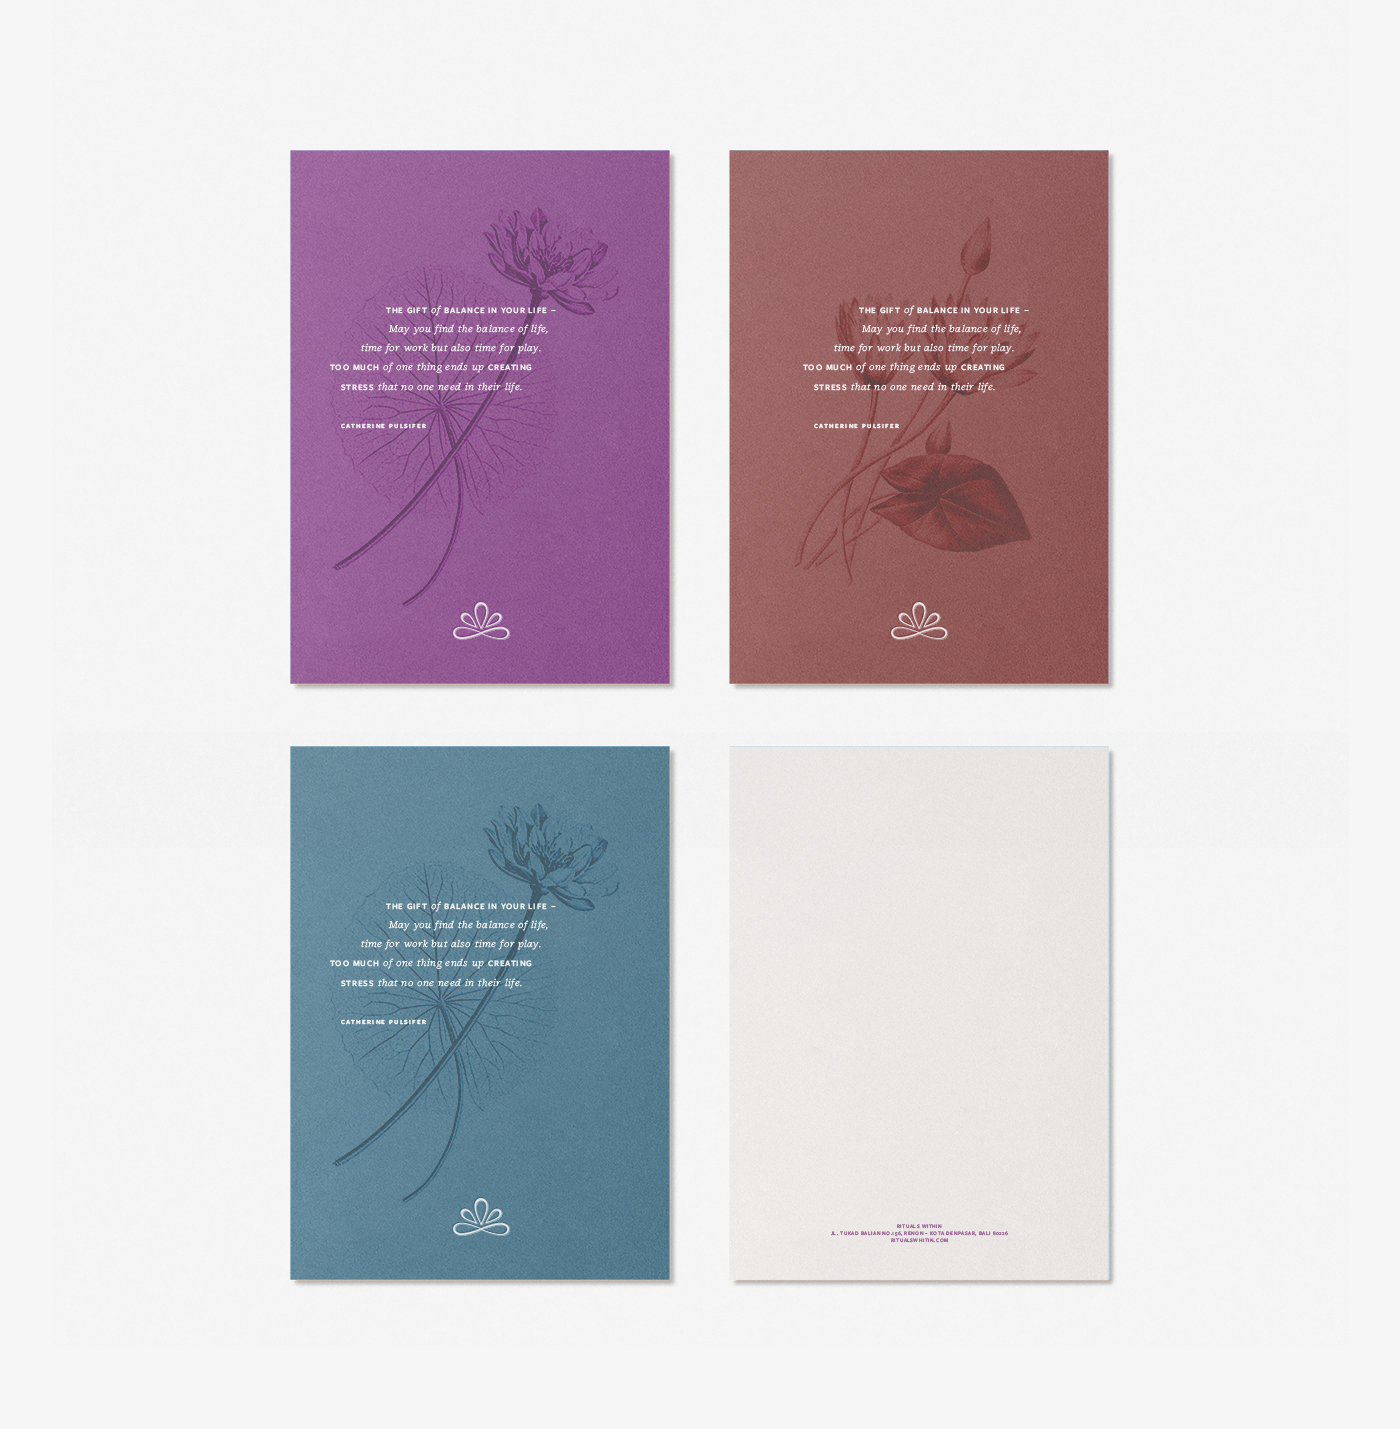 THE GIFT of BALANCE IN YOUR LIFE –
May you find the balance of life,
time for work but also time for play.
TOO MUCH of one thing ends up CREATING
STRESS that no one need in their life.
CATHERINE PULSIFER
THE GIFT of BALANCE IN YOUR LIFE –
May you find the balance of life,
time for work but also time for play.
TOO MUCH of one thing ends up CREATING
STRESS that no one need in their life.
CATHERINE PULSIFER
THE GIFT of BALANCE IN YOUR LIFE –
May you find the balance of life,
time for work but also time for play.
TOO MUCH of one thing ends up CREATING
STRESS that no one need in their life.
CATHERINE PULSIFER
RITUALS WITHIN
JL. TUKAD BALIAN NO. RENON – KOTA DENPASAR, BALI
RITUALSWHITIN.COM